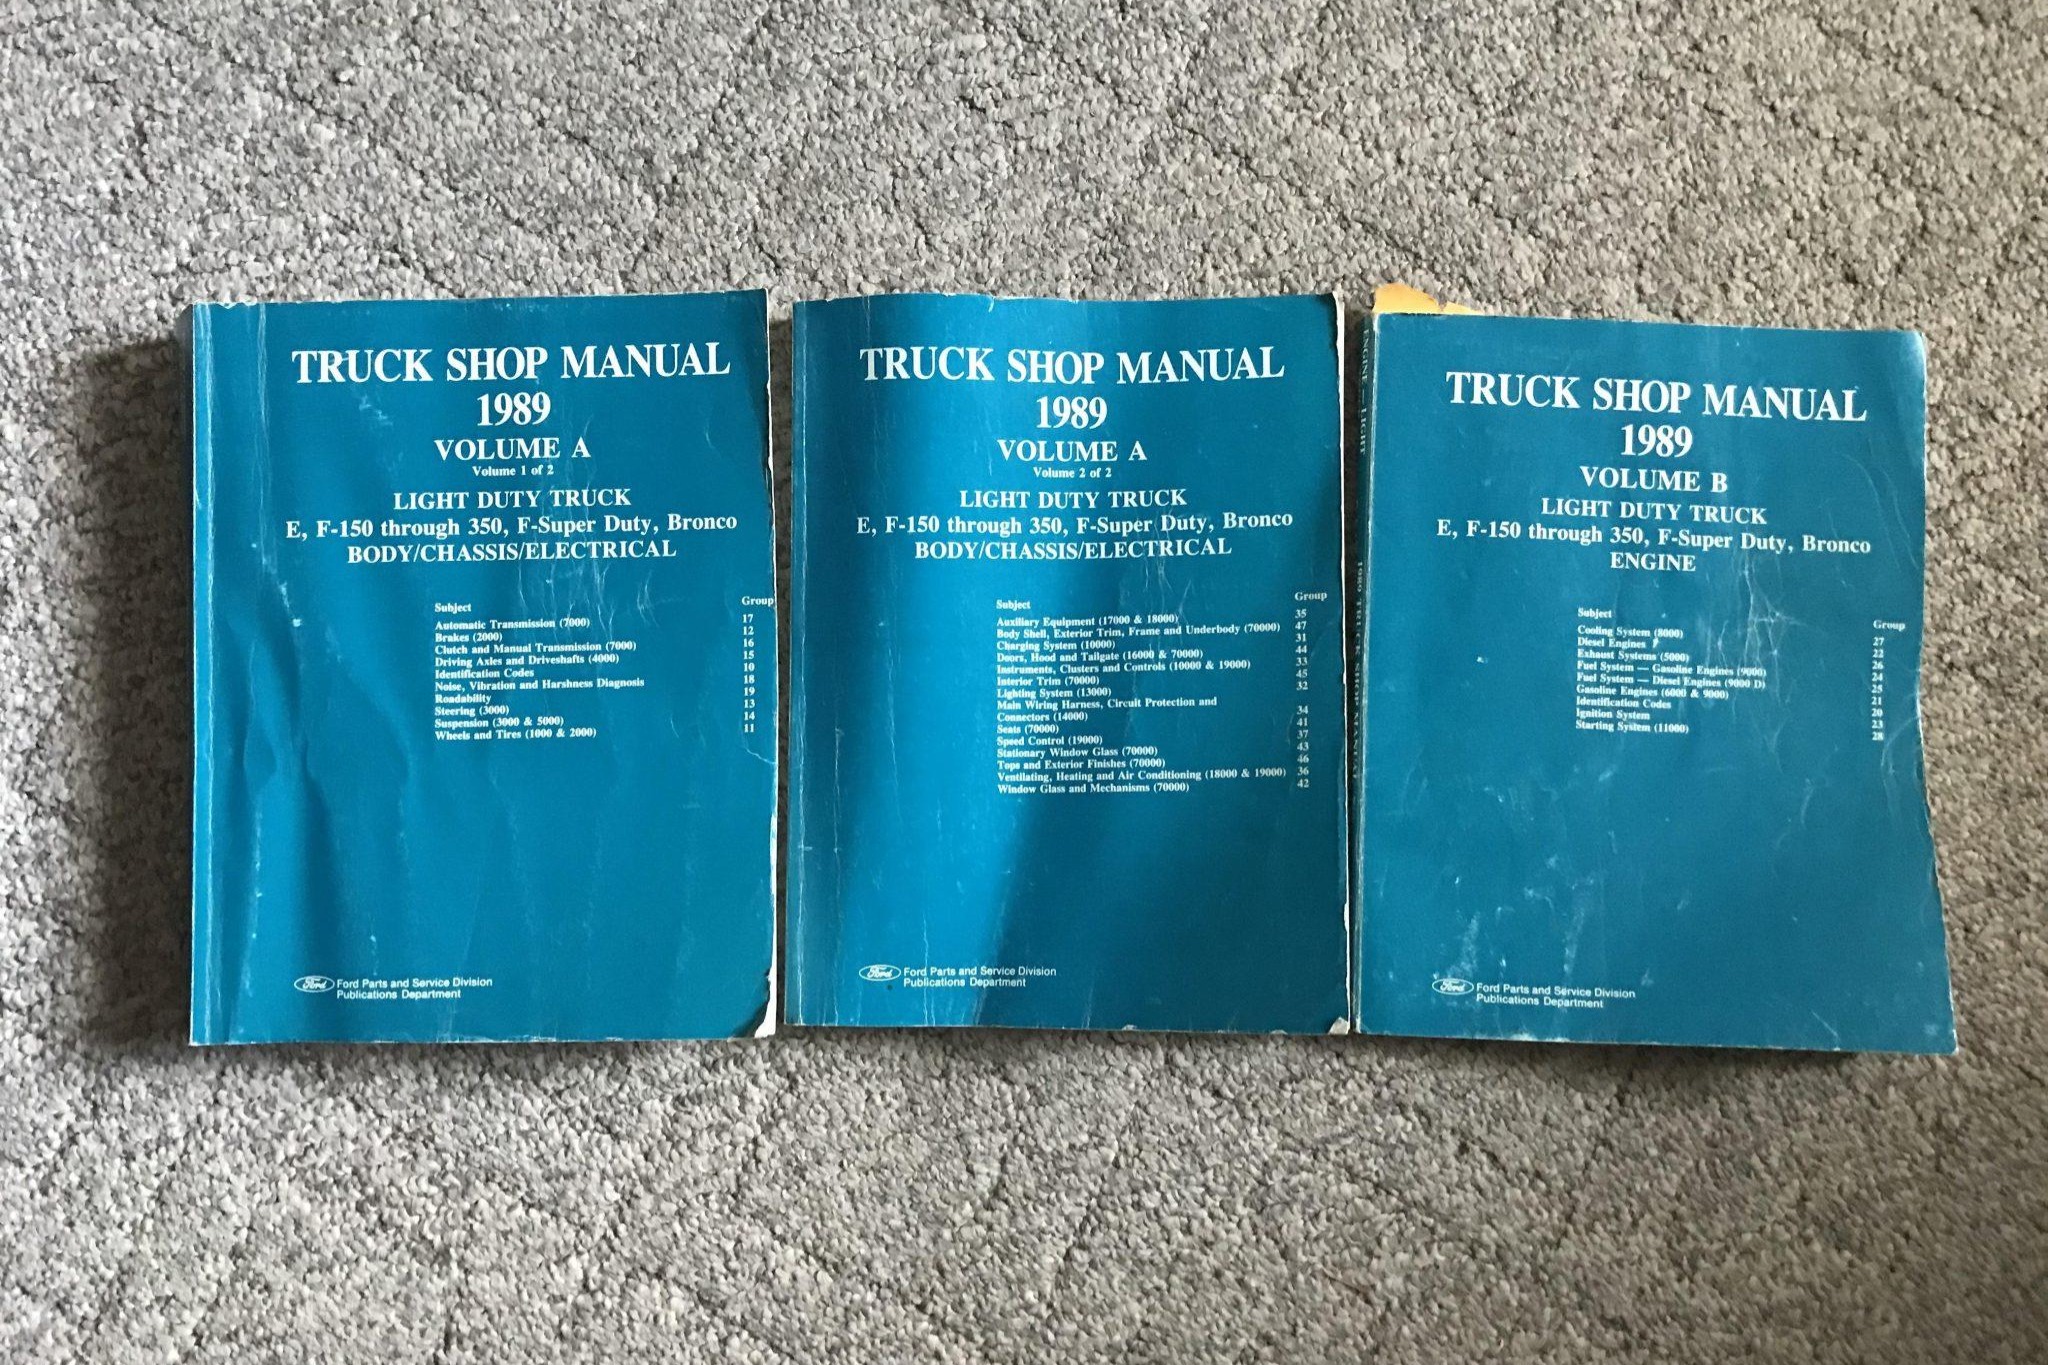 TRUCK SHOP MANUAL
1989
VOLUME A
Volume 1 of 2
LIGHT DUTY TRUCK
E, F-150 through 350, F-Super Duty, Bronco
BODY/CHASSIS/ELECTRICAL
Subject Group
Automatic Transmission (7000) 17
Brakes (2000) 12
Clutch and Manual Transmission (7000) 16
Driving Axles and Driveshafts (4000) 15
Identification Codes 10
Noise, Vibration and Harshness Diagnosis 18
Roadability 19
Steering (3000) 13
Suspension (3000 & 5000) 14
Wheels and Tires (1000 & 2000) 11
Ford Ford Parts and Service Division
Publications Department
TRUCK SHOP MANUAL
1989
VOLUME A
Volume 2 of 2
LIGHT DUTY TRUCK
E, F-150 through 350, F-Super Duty, Bronco
BODY/CHASSIS/ELECTRICAL
Subject Group
Auxiliary Equipment (17000 & 18000) 35
Body Shell, Exterior Trim, Frame and Underbody (70000) 47
Charging System (10000) 31
Doors, Hood and Tailgate (16000 & 70000) 44
Instruments, Clusters and Controls (10000 & 19000) 33
Interior Trim (70000) 45
Lighting System (13000) 32
Main Wiring Harness, Circuit Protection and
Connectors (14000) 34
Seats (70000) 41
Speed Control (19000) 37
Stationary Window Glass (70000) 43
Tops and Exterior Finishes (70000) 46
Ventilating, Heating and Air Conditioning (18000 & 19000) 36
Window Glass and Mechanisms (70000) 42
Ford Ford Parts and Service Division
Publications Department
ENGINE — LIGHT 1989 TRUCK SHOP MANUAL
TRUCK SHOP MANUAL
1989
VOLUME B
LIGHT DUTY TRUCK
E, F-150 through 350, F-Super Duty, Bronco
ENGINE
Subject Group
Cooling System (8000) 27
Diesel Engines 22
Exhaust Systems (5000) 26
Fuel System — Gasoline Engines (9000) 24
Fuel System — Diesel Engines (9000 D) 25
Gasoline Engines (6000 & 9000) 21
Identification Codes 20
Ignition System 23
Starting System (11000) 28
Ford Ford Parts and Service Division
Publications Department